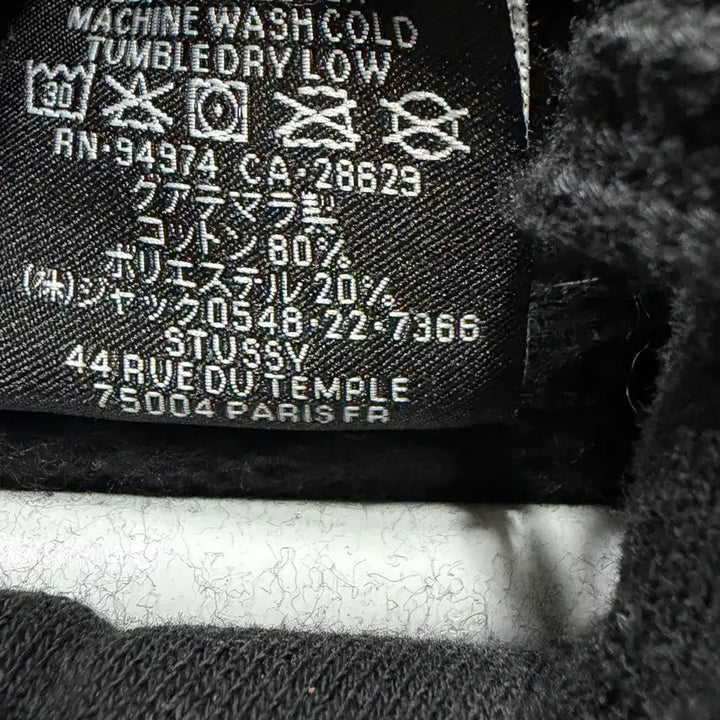 MACHINE WASH COLD
TUMBLE DRY LOW
30
RN·94974 CA·28629
グアテマラ製
コットン 80%
ポリエステル 20%
(株)ジャック0548·22·7366
STUSSY
44 RUE DU TEMPLE
75004 PARIS FR